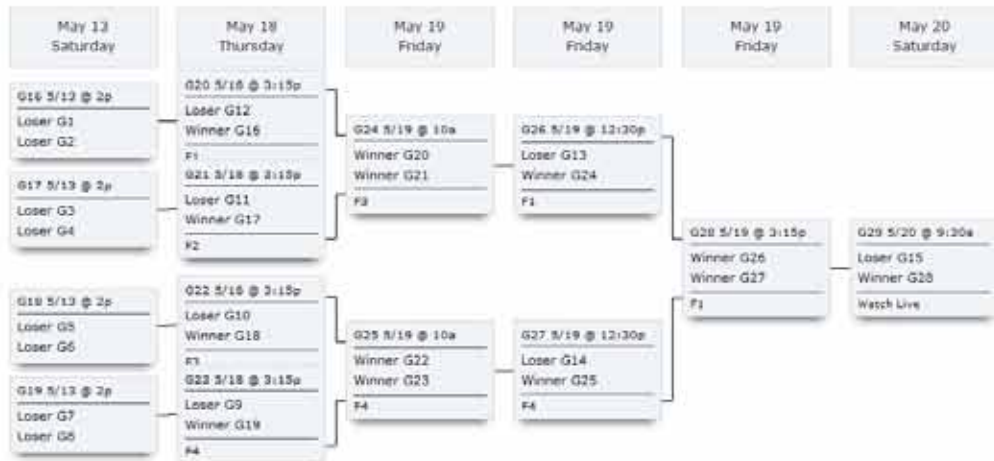 May 13
Saturday
May 18
Thursday
May 19
Friday
May 19
Friday
May 19
Friday
May 20
Saturday
G16 5/13 @ 2p
Loser G1
Loser G2
G17 5/13 @ 2p
Loser G3
Loser G4
G18 5/13 @ 2p
Loser G5
Loser G6
G19 5/13 @ 2p
Loser G7
Loser G8
G20 5/18 @ 3:15p
Loser G12
Winner G16
F1
G21 5/18 @ 3:15p
Loser G11
Winner G17
F2
G22 5/18 @ 3:15p
Loser G10
Winner G18
F3
G23 5/18 @ 3:15p
Loser G9
Winner G19
F4
G24 5/19 @ 10a
Winner G20
Winner G21
F3
G25 5/19 @ 10a
Winner G22
Winner G23
F4
G26 5/19 @ 12:30p
Loser G13
Winner G24
F1
G27 5/19 @ 12:30p
Loser G14
Winner G25
F4
G28 5/19 @ 3:15p
Winner G26
Winner G27
F1
G29 5/20 @ 9:30a
Loser G15
Winner G28
Watch Live